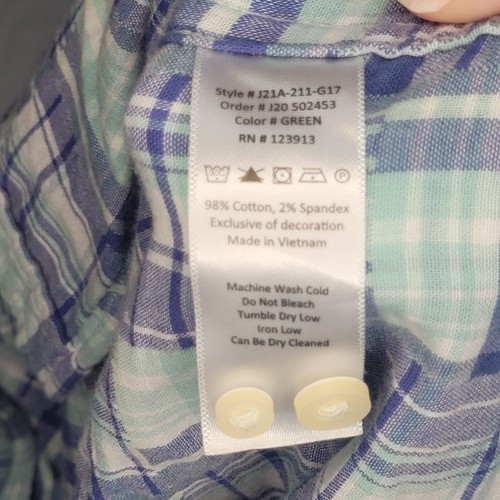 Style # J21A-211-G17
Order # J20 502453
Color # GREEN
RN # 123913
P
98% Cotton, 2% Spandex
Exclusive of decoration
Made in Vietnam
Machine Wash Cold
Do Not Bleach
Tumble Dry Low
Iron Low
Can Be Dry Cleaned